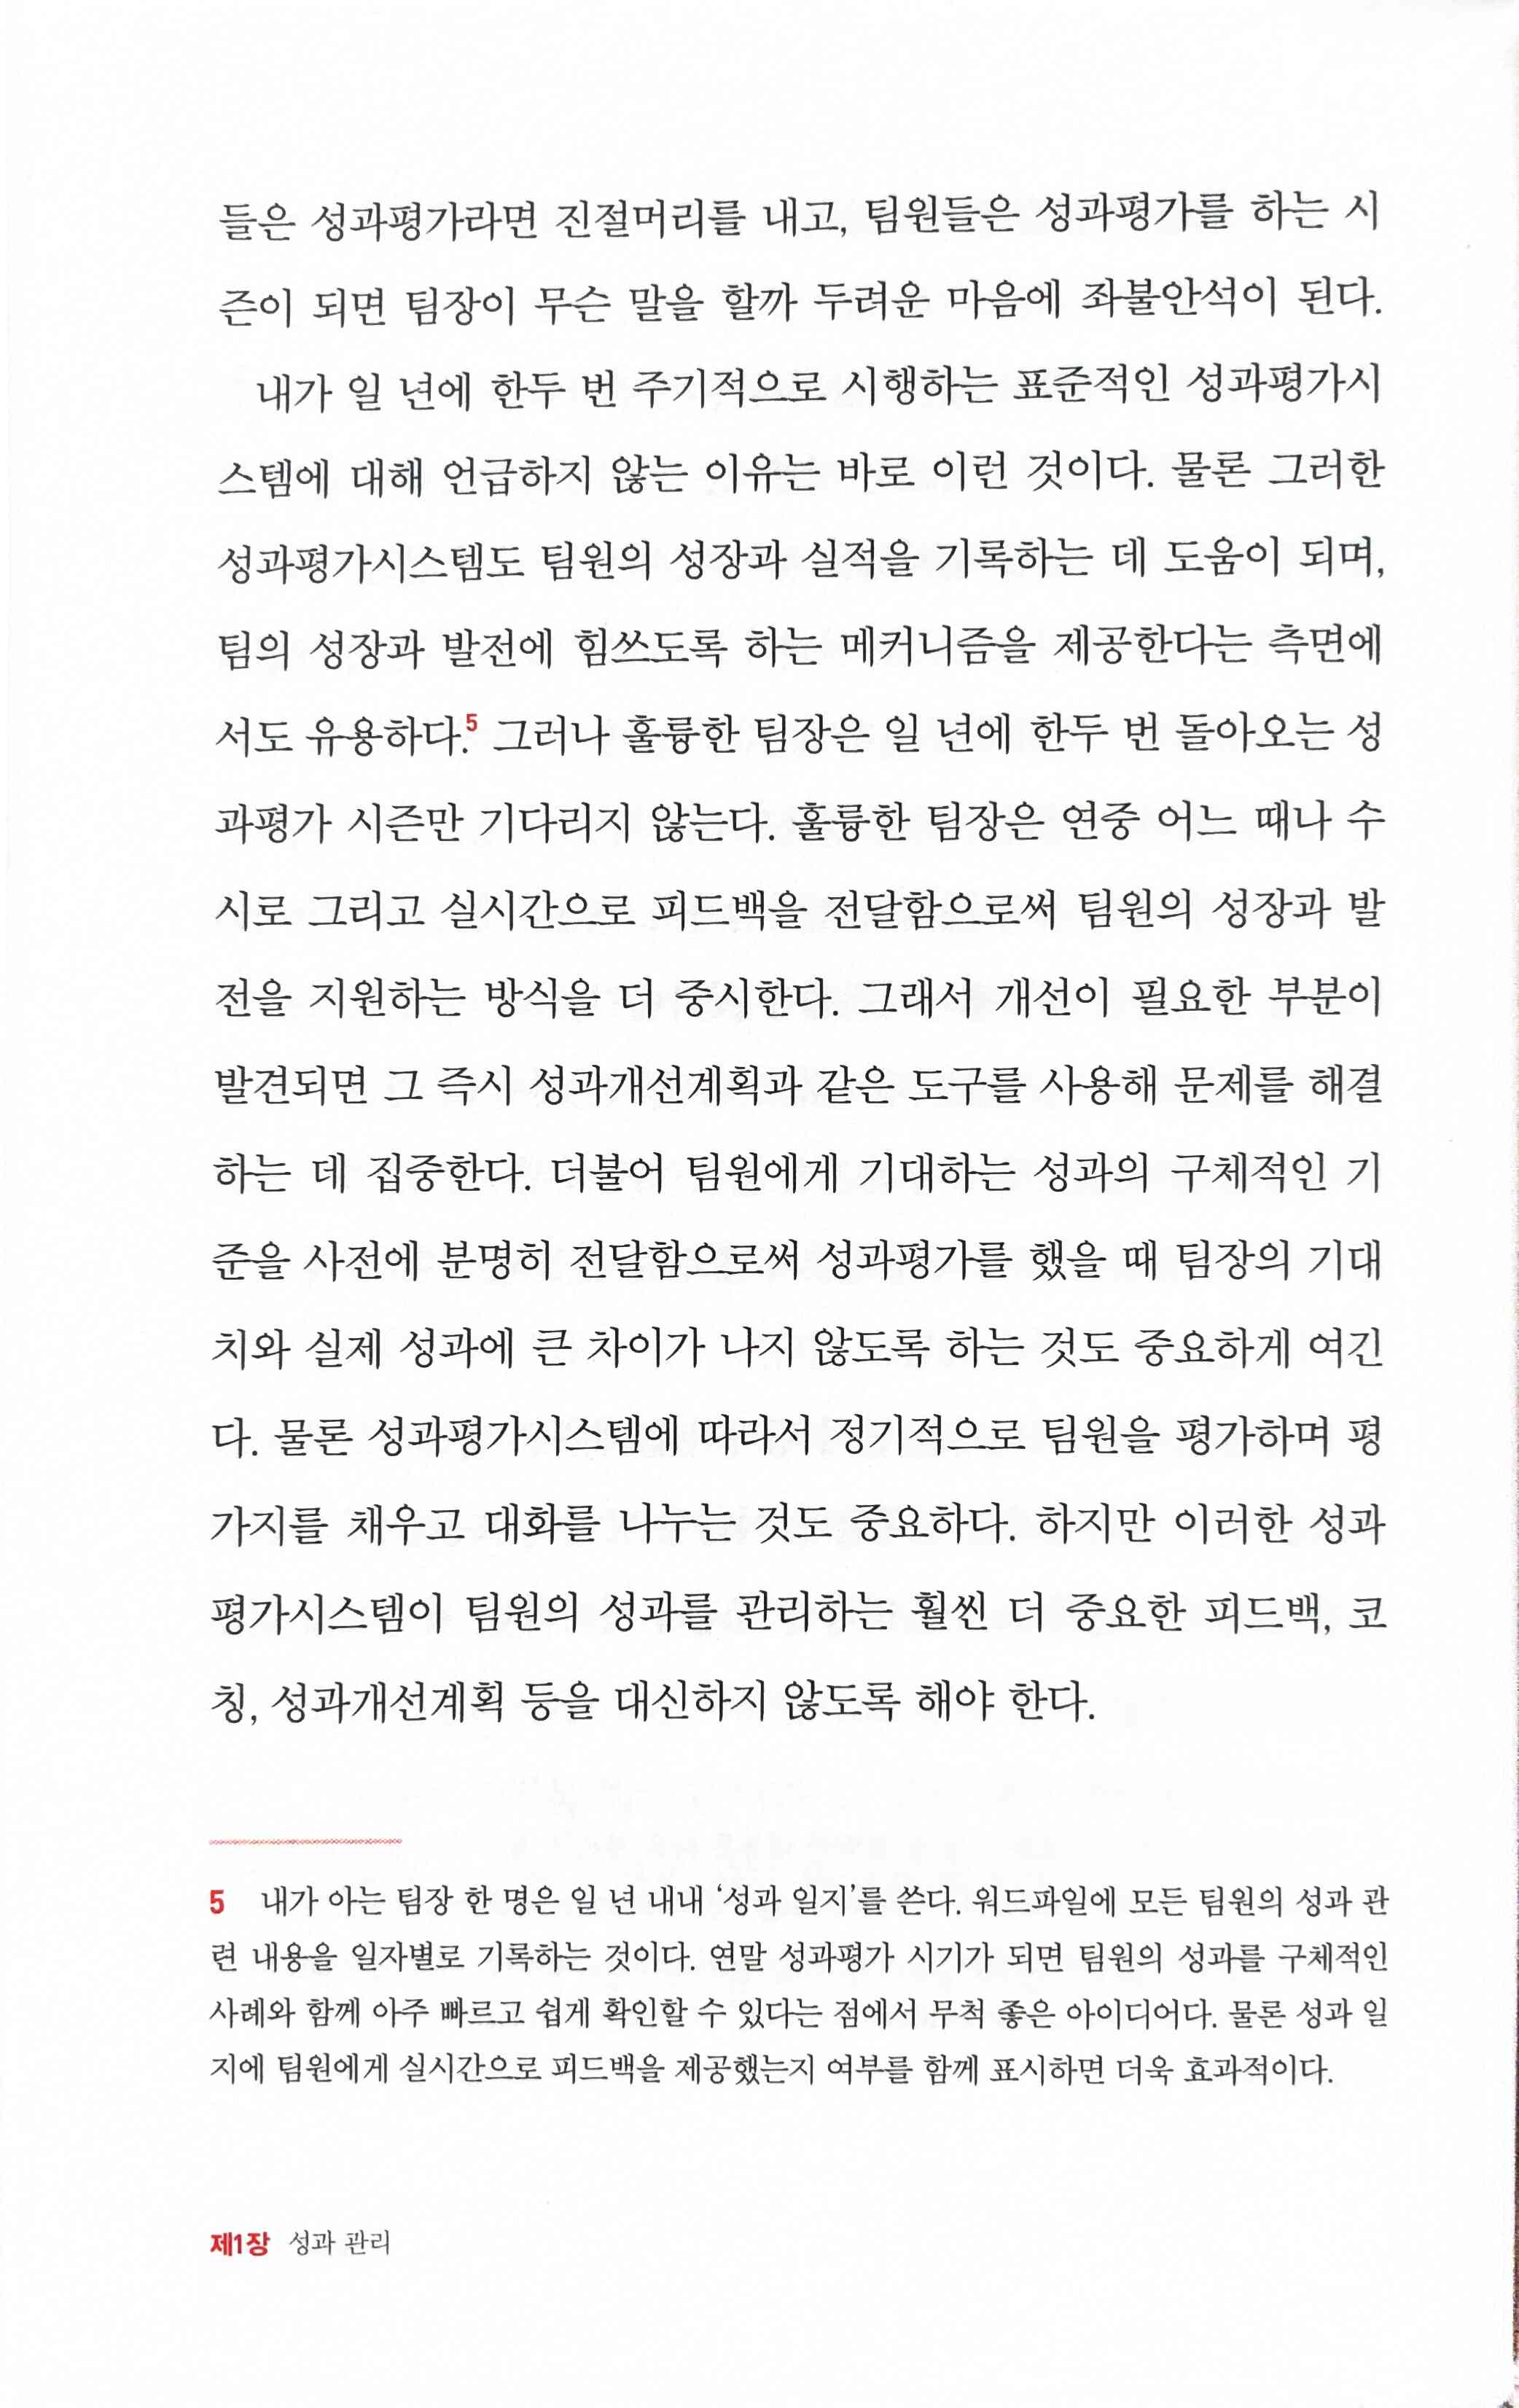 들은 성과평가라면 진절머리를 내고, 팀원들은 성과평가를 하는 시
즌이 되면 팀장이 무슨 말을 할까 두려운 마음에 좌불안석이 된다.
내가 일 년에 한두 번 주기적으로 시행하는 표준적인 성과평가시
스템에 대해 언급하지 않는 이유는 바로 이런 것이다. 물론 그러한
성과평가시스템도 팀원의 성장과 실적을 기록하는 데 도움이 되며,
팀의 성장과 발전에 힘쓰도록 하는 메커니즘을 제공한다는 측면에
서도 유용하다.5 그러나 훌륭한 팀장은 일 년에 한두 번 돌아오는 성
과평가 시즌만 기다리지 않는다. 훌륭한 팀장은 연중 어느 때나 수
시로 그리고 실시간으로 피드백을 전달함으로써 팀원의 성장과 발
전을 지원하는 방식을 더 중시한다. 그래서 개선이 필요한 부분이
발견되면 그 즉시 성과개선계획과 같은 도구를 사용해 문제를 해결
하는 데 집중한다. 더불어 팀원에게 기대하는 성과의 구체적인 기
준을 사전에 분명히 전달함으로써 성과평가를 했을 때 팀장의 기대
치와 실제 성과에 큰 차이가 나지 않도록 하는 것도 중요하게 여긴
다. 물론 성과평가시스템에 따라서 정기적으로 팀원을 평가하며 평
가지를 채우고 대화를 나누는 것도 중요하다. 하지만 이러한 성과
평가시스템이 팀원의 성과를 관리하는 훨씬 더 중요한 피드백, 코
칭, 성과개선계획 등을 대신하지 않도록 해야 한다.
5 내가 아는 팀장 한 명은 일 년 내내 ‘성과 일지’를 쓴다. 워드파일에 모든 팀원의 성과 관
련 내용을 일자별로 기록하는 것이다. 연말 성과평가 시기가 되면 팀원의 성과를 구체적인
사례와 함께 아주 빠르고 쉽게 확인할 수 있다는 점에서 무척 좋은 아이디어다. 물론 성과 일
지에 팀원에게 실시간으로 피드백을 제공했는지 여부를 함께 표시하면 더욱 효과적이다.
제1장 성과 관리